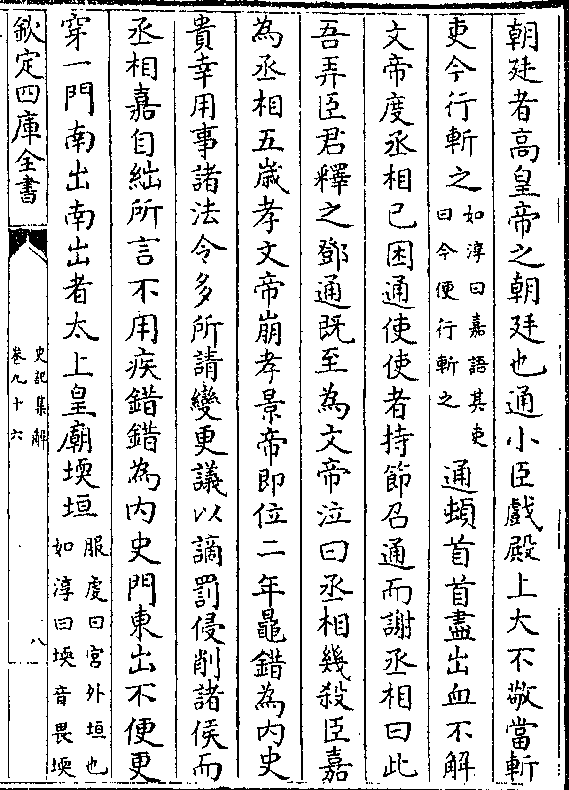 朝廷者高皇帝之朝廷也通小臣戲殿上大不敬當斬
吏今行斬之如淳曰嘉語其吏
曰今便行斬之通頓首首盡出血不解
文帝度丞相已困通使使者持節召通而謝丞相曰此
吾弄臣君釋之鄧通既至為文帝泣曰丞相幾殺臣嘉
為丞相五歲孝文帝崩孝景帝即位二年鼂錯為內史
貴幸用事諸法令多所請變更議以謫罰侵削諸侯而
丞相嘉自絀所言不用疾錯錯為內史門東出不便更
穿一門南出南出者太上皇廟堧垣服虔曰宮外垣也
如淳曰堧音畏堧
欽定四庫全書
史記集解
卷九十六
八